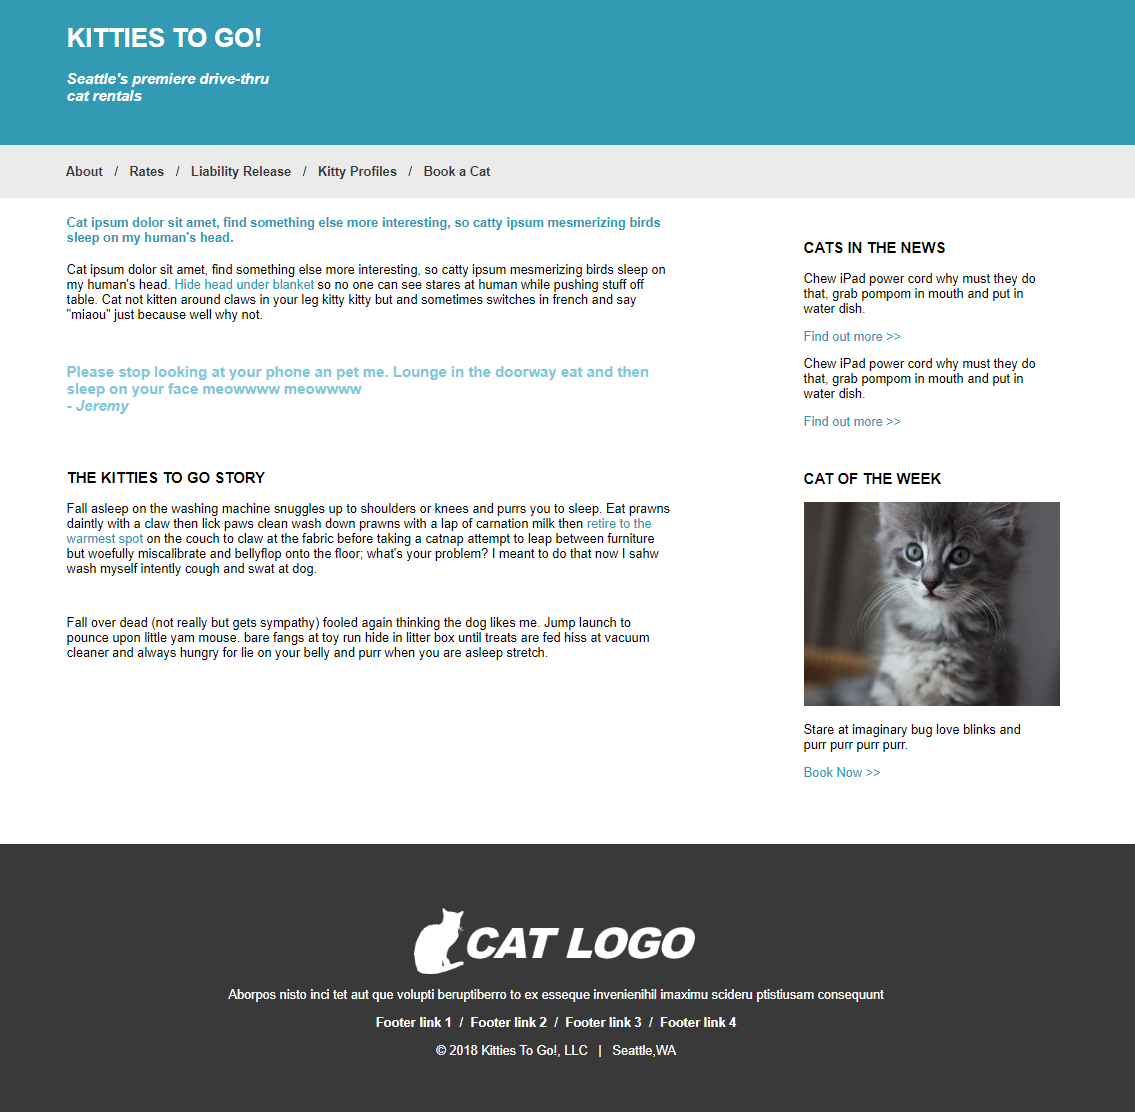 KITTIES TO GO!
Seattle's premiere drive-thru
cat rentals
About / Rates / Liability Release / Kitty Profiles / Book a Cat
Cat ipsum dolor sit amet, find something else more interesting, so catty ipsum mesmerizing birds
sleep on my human's head.
Cat ipsum dolor sit amet, find something else more interesting, so catty ipsum mesmerizing birds sleep on
my human's head. Hide head under blanket so no one can see stares at human while pushing stuff off
table. Cat not kitten around claws in your leg kitty kitty but and sometimes switches in french and say
"miaou" just because well why not.
Please stop looking at your phone an pet me. Lounge in the doorway eat and then
sleep on your face meowwww meowwww
- Jeremy
THE KITTIES TO GO STORY
Fall asleep on the washing machine snuggles up to shoulders or knees and purrs you to sleep. Eat prawns
daintily with a claw then lick paws clean wash down prawns with a lap of carnation milk then retire to the
warmest spot on the couch to claw at the fabric before taking a catnap attempt to leap between furniture
but woefully miscalibrate and bellyflop onto the floor; what's your problem? I meant to do that now I sahw
wash myself intently cough and swat at dog.
Fall over dead (not really but gets sympathy) fooled again thinking the dog likes me. Jump launch to
pounce upon little yam mouse. bare fangs at toy run hide in litter box until treats are fed hiss at vacuum
cleaner and always hungry for lie on your belly and purr when you are asleep stretch.
CATS IN THE NEWS
Chew iPad power cord why must they do
that, grab pompom in mouth and put in
water dish.
Find out more >>
Chew iPad power cord why must they do
that, grab pompom in mouth and put in
water dish.
Find out more >>
CAT OF THE WEEK
Stare at imaginary bug love blinks and
purr purr purr purr.
Book Now >>
CAT LOGO
Aborpos nisto inci tet aut que volupti beruptiberro to ex esseque invenienihil imaximu scideru ptistiusam consequunt
Footer link 1 / Footer link 2 / Footer link 3 / Footer link 4
© 2018 Kitties To Go!, LLC | Seattle,WA